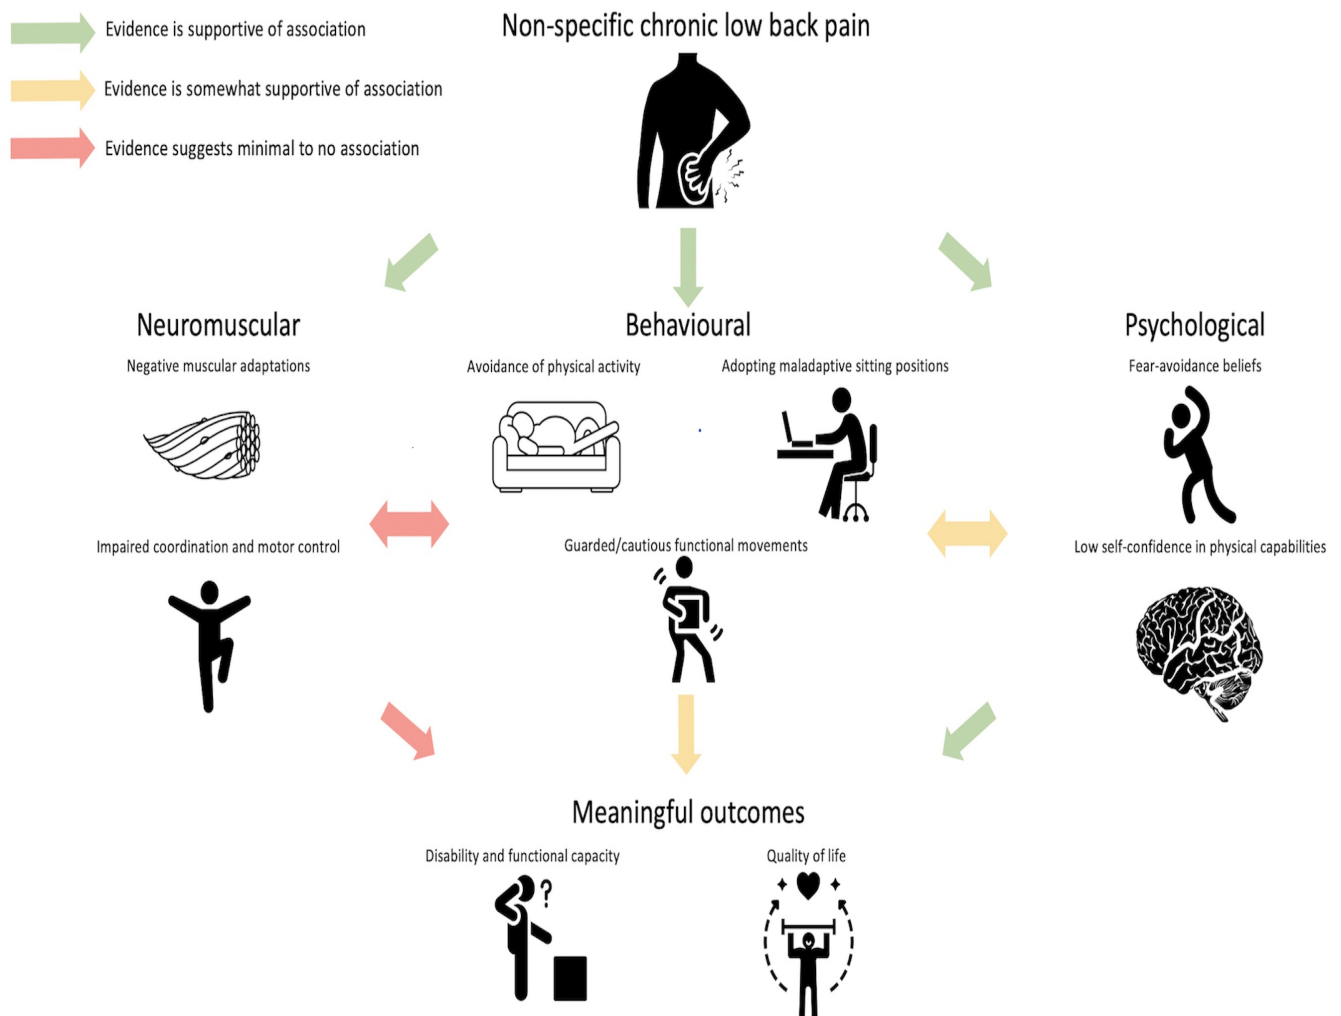 Evidence is supportive of association
Evidence is somewhat supportive of association
Evidence suggests minimal to no association
Non-specific chronic low back pain
Neuromuscular
Negative muscular adaptations
Impaired coordination and motor control
Behavioural
Avoidance of physical activity
Adopting maladaptive sitting positions
Guarded/cautious functional movements
Psychological
Fear-avoidance beliefs
Low self-confidence in physical capabilities
Meaningful outcomes
Disability and functional capacity
?
Quality of life